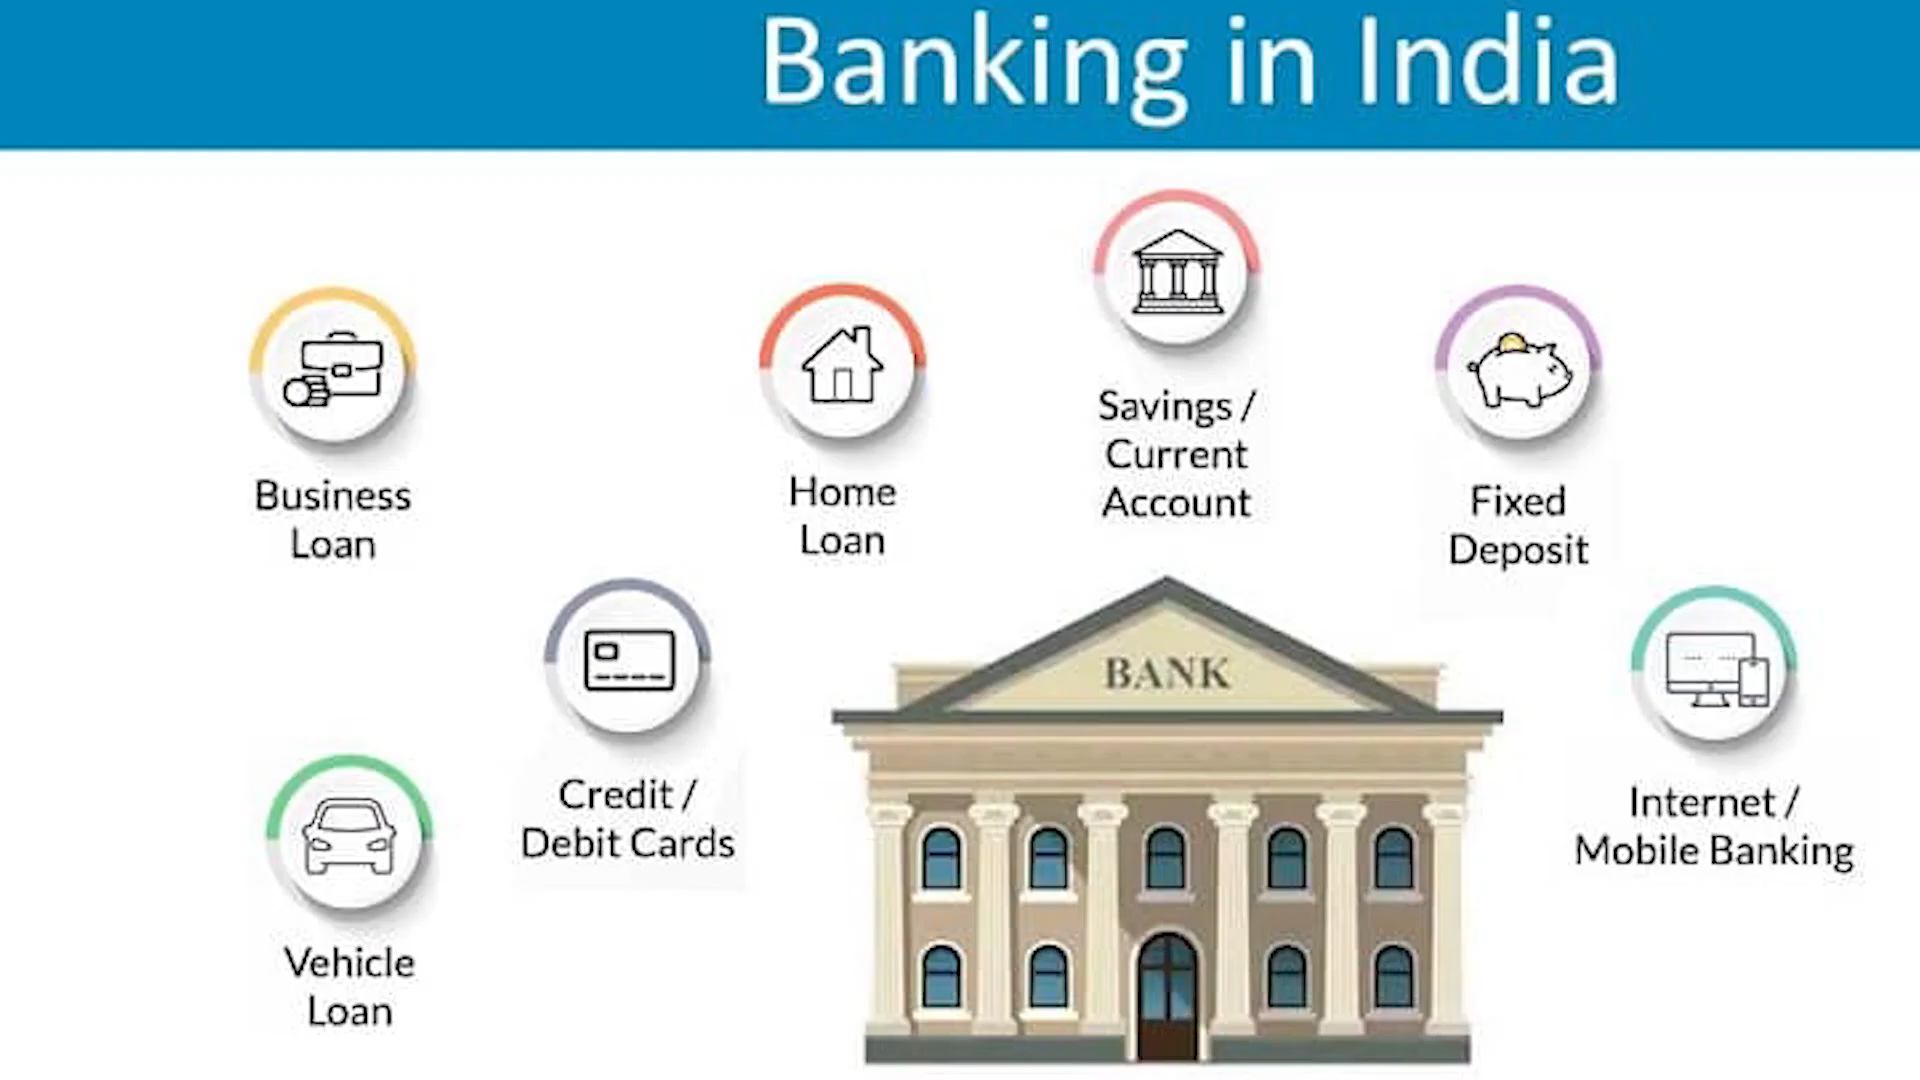 Banking in India
Savings /
Current
Account
Business
Loan
Home
Loan
Fixed
Deposit
BANK
Credit /
Debit Cards
Internet /
Mobile Banking
Vehicle
Loan